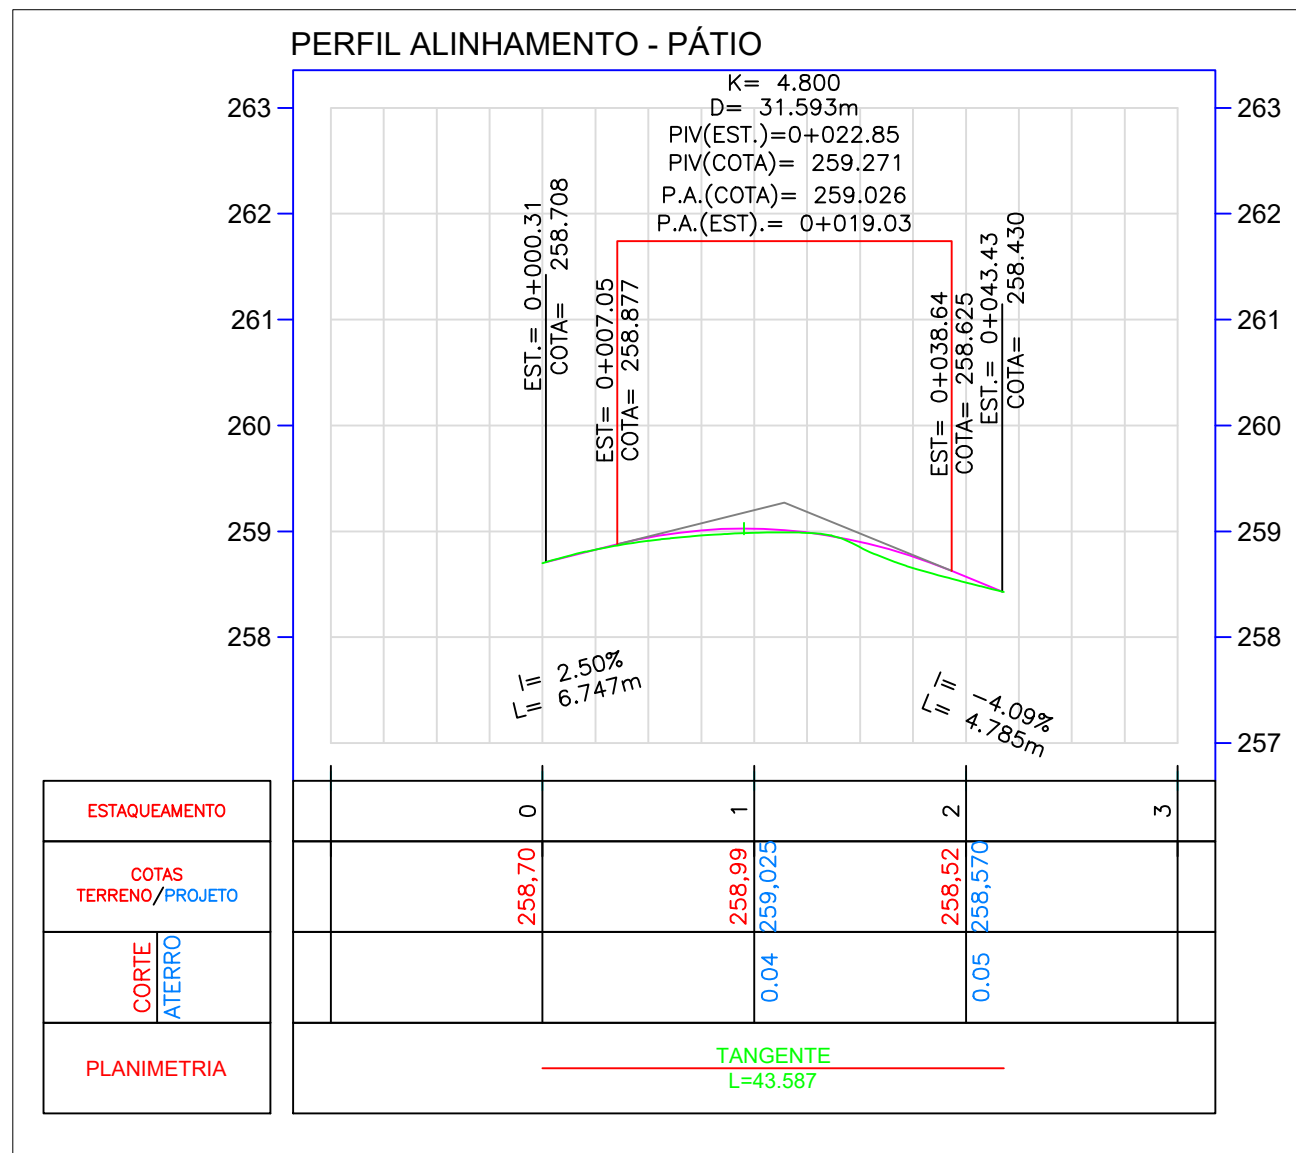 PERFIL ALINHAMENTO - PÁTIO
K= 4.800
D= 31.593m
PIV(EST.)=0+022.85
PIV(COTA)= 259.271
P.A.(COTA)= 259.026
P.A.(EST).= 0+019.03
263
262
261
260
259
258
263
262
261
260
259
258
257
EST.= 0+000.31
COTA= 258.708
EST= 0+007.05
COTA= 258.877
EST= 0+038.64
COTA= 258.625
EST.= 0+043.43
COTA= 258.430
I= 2.50%
L= 6.747m
I= -4.09%
L= 4.785m
ESTAQUEAMENTO
0
1
2
3
COTAS
TERRENO/PROJETO
258,70
258,99
259,025
258,52
258,570
CORTE
ATERRO
0.04
0.05
PLANIMETRIA
TANGENTE
L=43.587